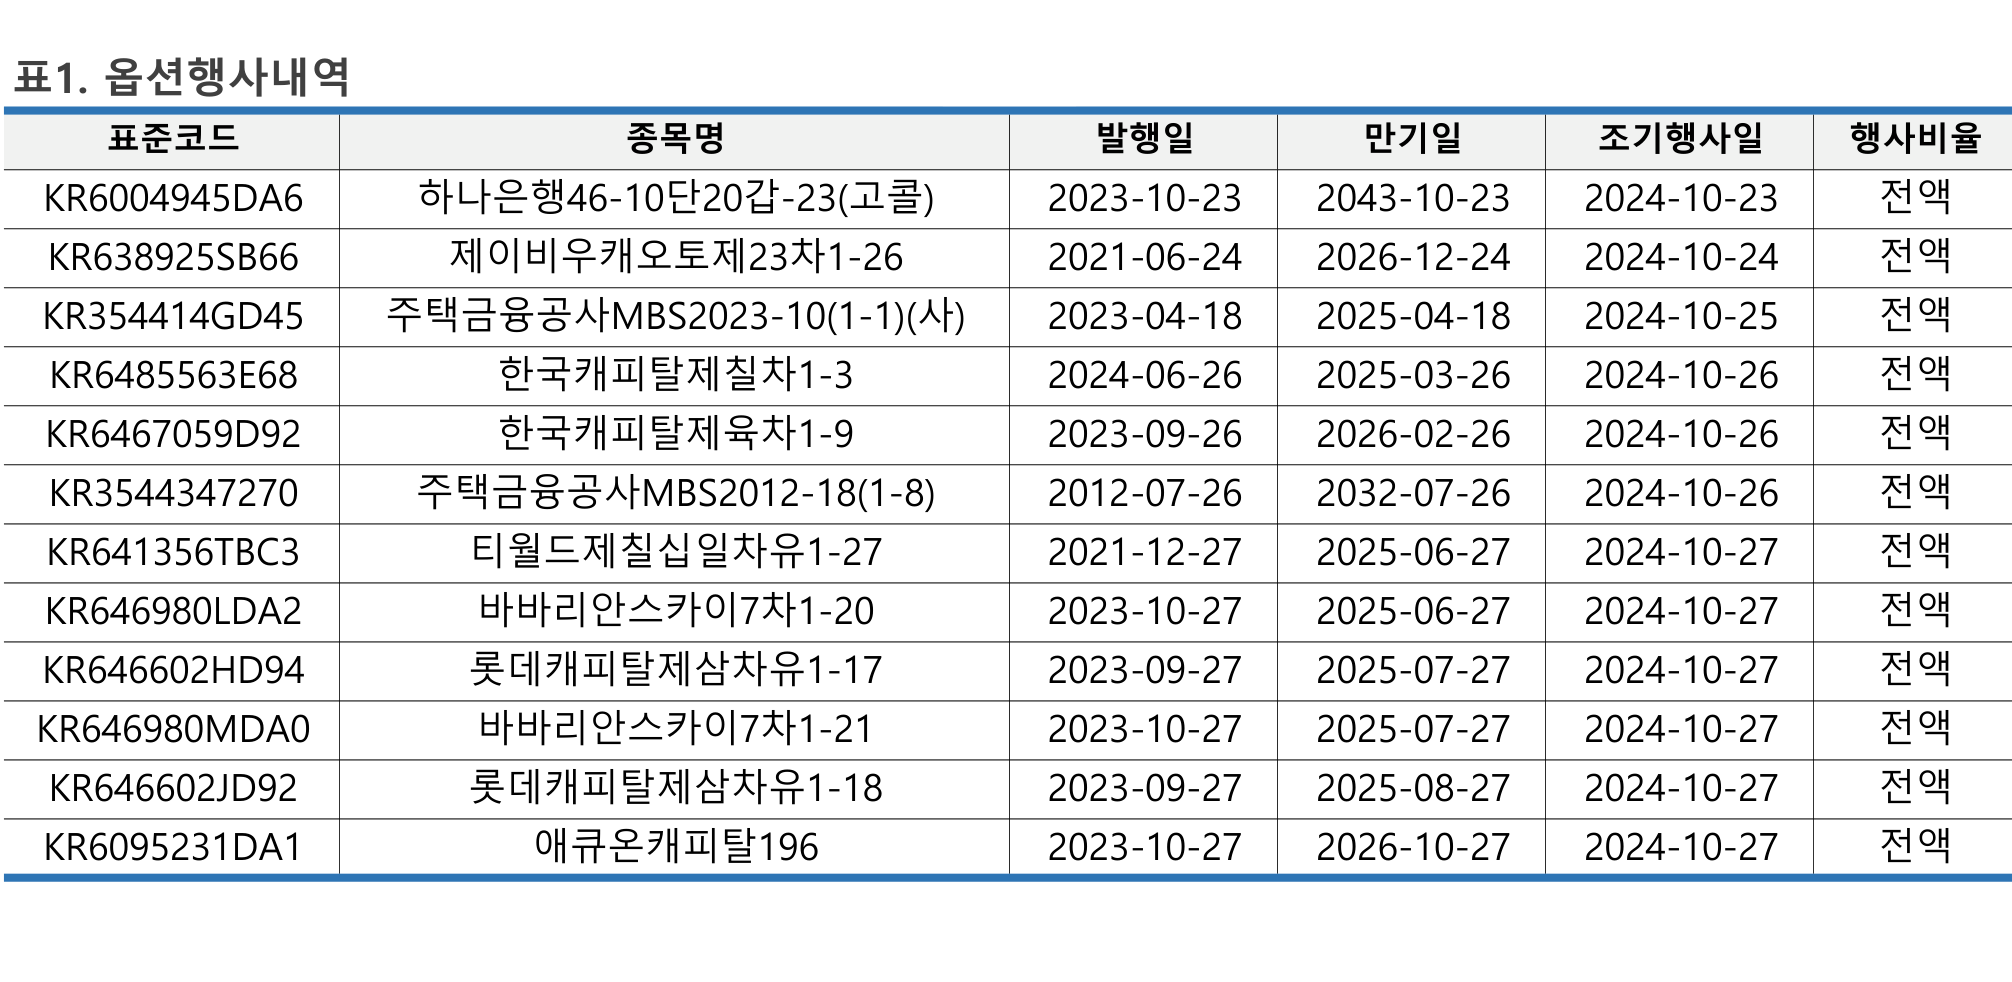 표1. 옵션행사내역
표준코드 종목명 발행일 만기일 조기행사일 행사비율
KR6004945DA6 하나은행46-10단20갑-23(고콜) 2023-10-23 2043-10-23 2024-10-23 전액
KR638925SB66 제이비우캐오토제23차1-26 2021-06-24 2026-12-24 2024-10-24 전액
KR354414GD45 주택금융공사MBS2023-10(1-1)(사) 2023-04-18 2025-04-18 2024-10-25 전액
KR6485563E68 한국캐피탈제칠차1-3 2024-06-26 2025-03-26 2024-10-26 전액
KR6467059D92 한국캐피탈제육차1-9 2023-09-26 2026-02-26 2024-10-26 전액
KR3544347270 주택금융공사MBS2012-18(1-8) 2012-07-26 2032-07-26 2024-10-26 전액
KR641356TBC3 티월드제칠십일차유1-27 2021-12-27 2025-06-27 2024-10-27 전액
KR646980LDA2 바바리안스카이7차1-20 2023-10-27 2025-06-27 2024-10-27 전액
KR646602HD94 롯데캐피탈제삼차유1-17 2023-09-27 2025-07-27 2024-10-27 전액
KR646980MDA0 바바리안스카이7차1-21 2023-10-27 2025-07-27 2024-10-27 전액
KR646602JD92 롯데캐피탈제삼차유1-18 2023-09-27 2025-08-27 2024-10-27 전액
KR6095231DA1 애큐온캐피탈196 2023-10-27 2026-10-27 2024-10-27 전액